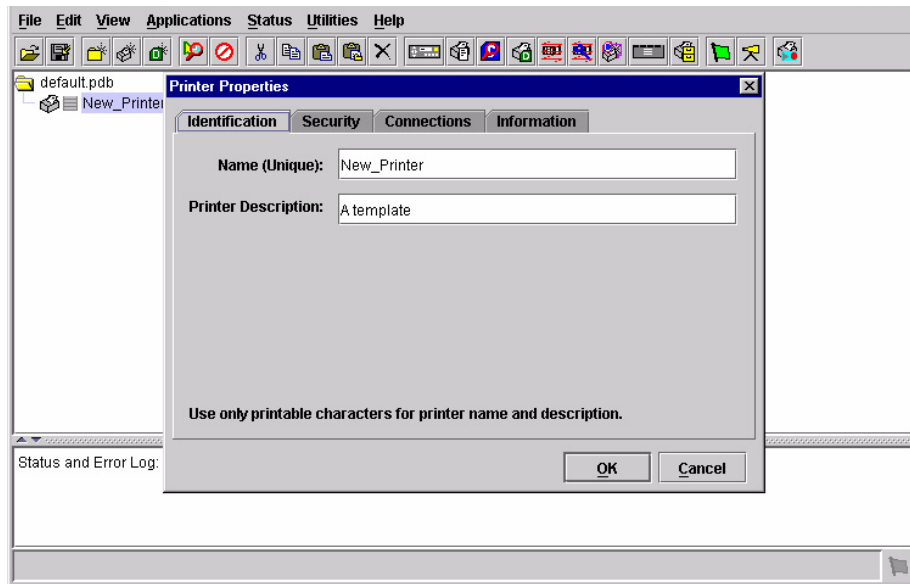 File Edit View Applications Status Utilities Help
default.pdb
New_Printer
Printer Properties
Identification Security Connections Information
Name (Unique): New_Printer
Printer Description: A template
Use only printable characters for printer name and description.
OK Cancel
Status and Error Log: